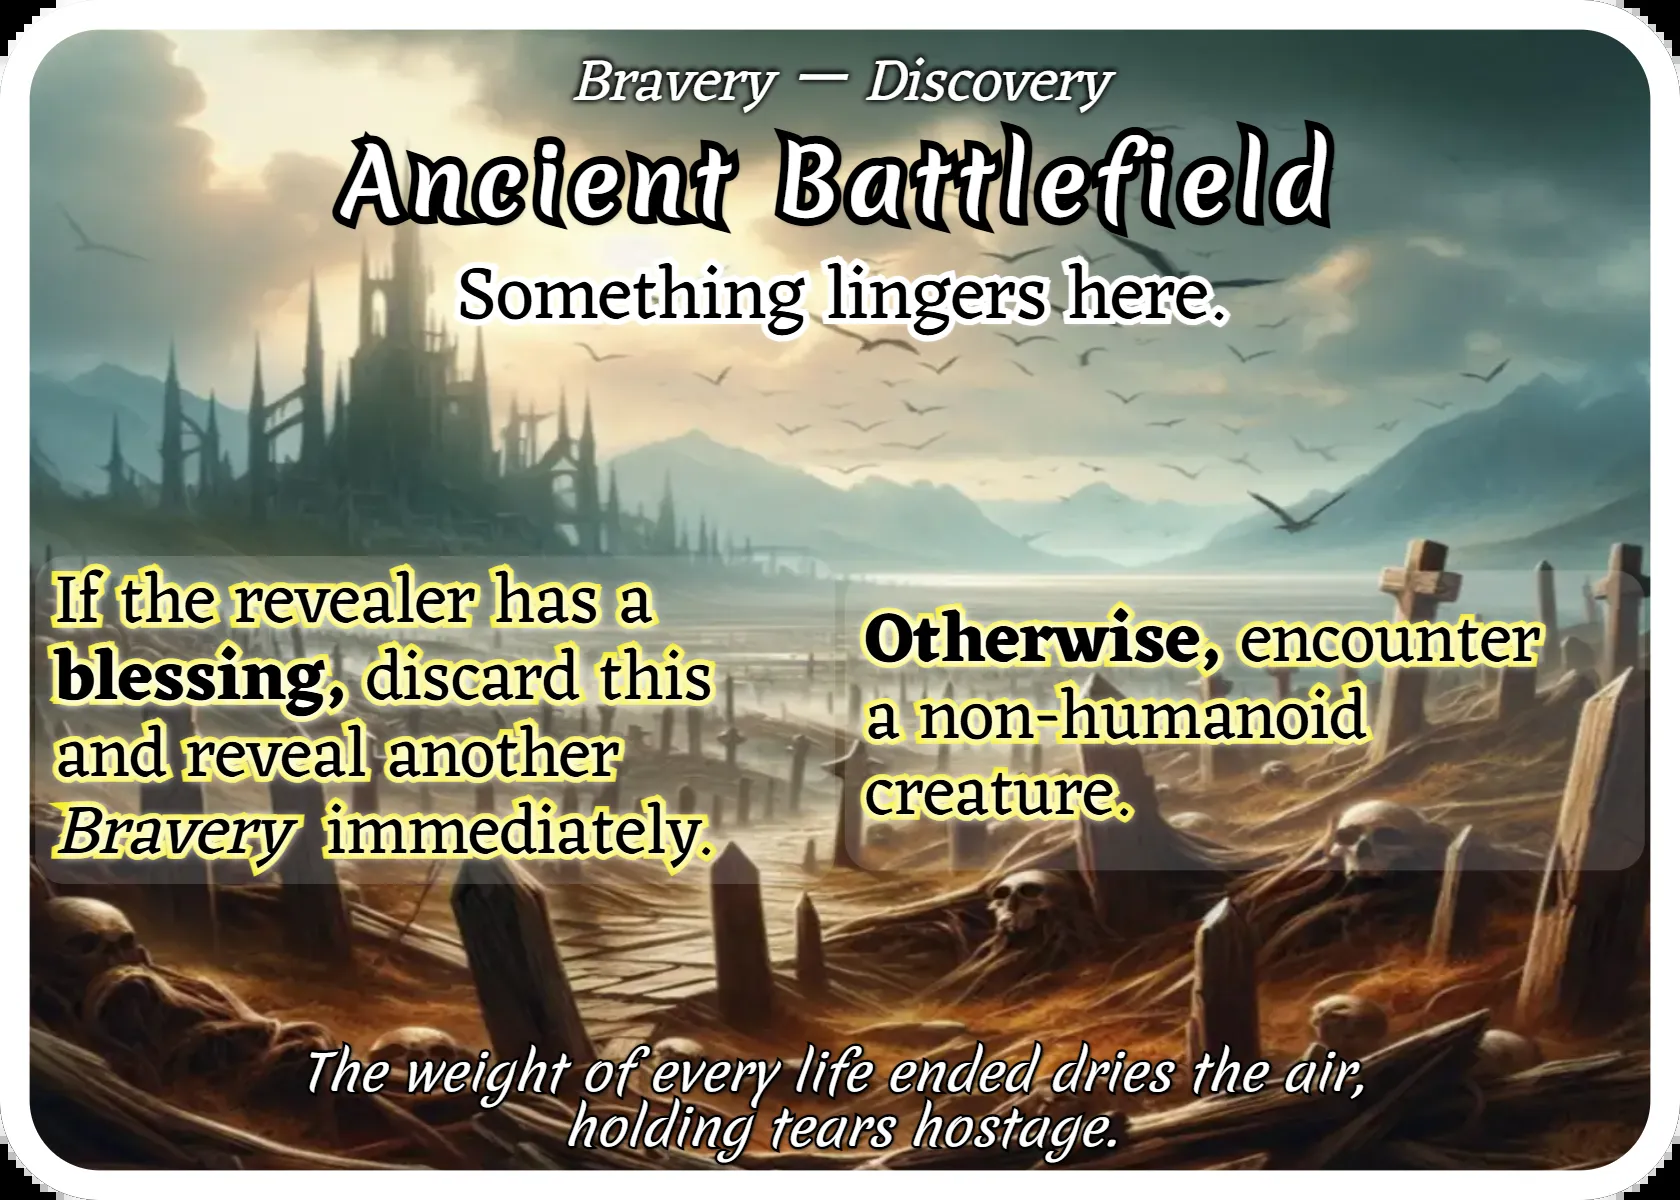 Bravery — Discovery
Ancient Battlefield
Something lingers here.
If the revealer has a
blessing, discard this
and reveal another
Bravery immediately.
Otherwise, encounter
a non-humanoid
creature.
The weight of every life ended dries the air,
holding tears hostage.